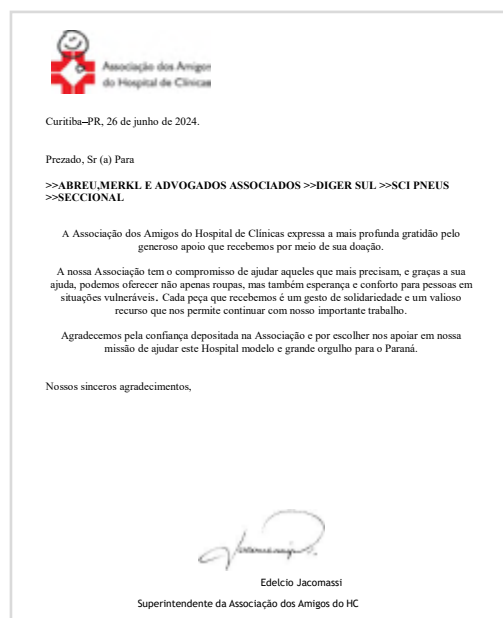 Associação dos Amigos
do Hospital de Clínicas
Curitiba–PR, 26 de junho de 2024.
Prezado, Sr (a) Para
>>ABREU,MERKL E ADVOGADOS ASSOCIADOS >>DIGER SUL >>SCI PNEUS
>>SECCIONAL
A Associação dos Amigos do Hospital de Clínicas expressa a mais profunda gratidão pelo
generoso apoio que recebemos por meio de sua doação.
A nossa Associação tem o compromisso de ajudar aqueles que mais precisam, e graças a sua
ajuda, podemos oferecer não apenas roupas, mas também esperança e conforto para pessoas em
situações vulneráveis. Cada peça que recebemos é um gesto de solidariedade e um valioso
recurso que nos permite continuar com nosso importante trabalho.
Agradecemos pela confiança depositada na Associação e por escolher nos apoiar em nossa
missão de ajudar este Hospital modelo e grande orgulho para o Paraná.
Nossos sinceros agradecimentos,
Edelcio Jacomassi
Superintendente da Associação dos Amigos do HC